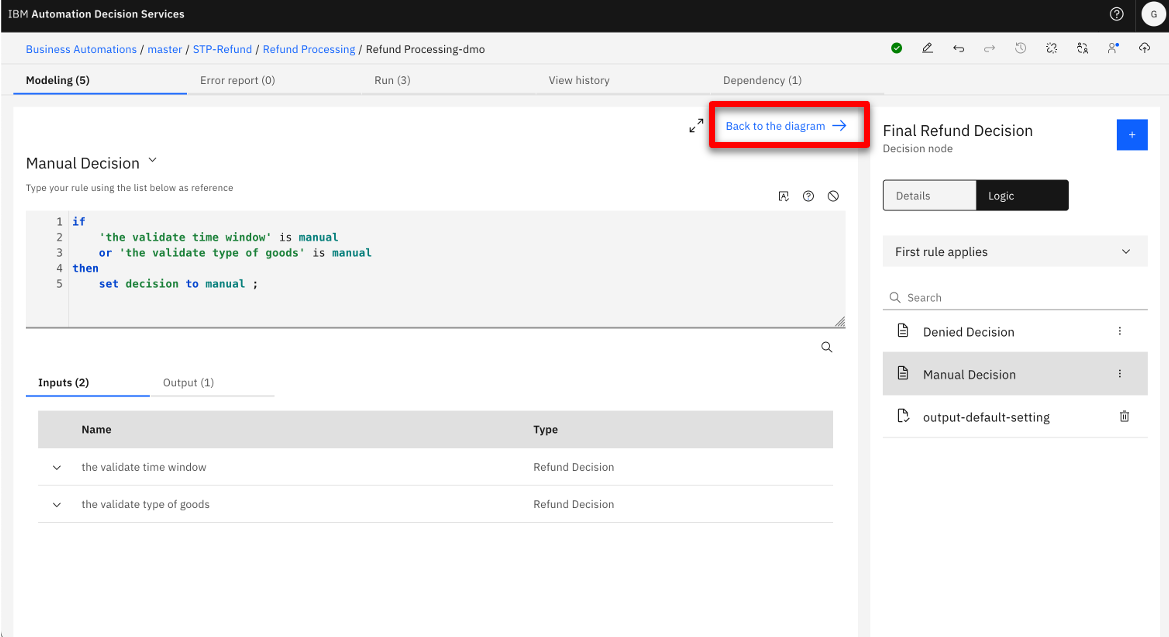 IBM Automation Decision Services
G
Business Automations / master / STP-Refund / Refund Processing / Refund Processing-dmo
Modeling (5)
Error report (0)
Run (3)
View history
Dependency (1)
Back to the diagram
Manual Decision
Type your rule using the list below as reference
1 if
2 'the validate time window' is manual
3 or 'the validate type of goods' is manual
4 then
5 set decision to manual ;
Inputs (2)
Output (1)
Name Type
the validate time window Refund Decision
the validate type of goods Refund Decision
Final Refund Decision
Decision node
+
Details
Logic
First rule applies
Search
Denied Decision
Manual Decision
output-default-setting